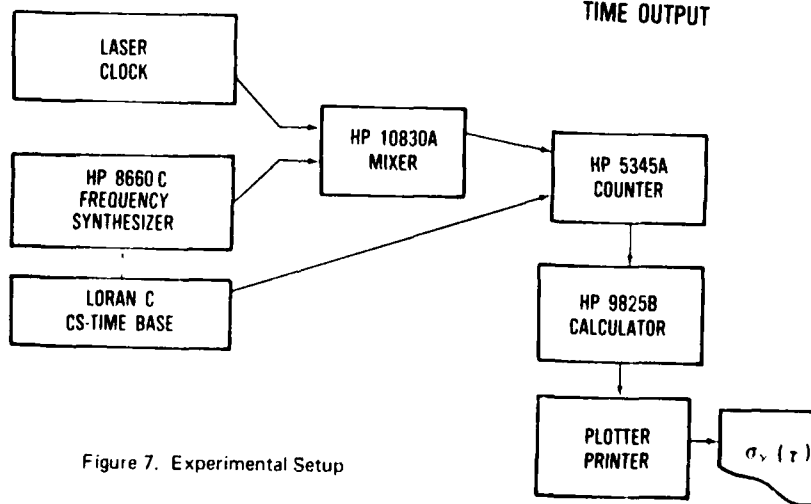 TIME OUTPUT
LASER
CLOCK
HP 10830A
MIXER
HP 5345A
COUNTER
HP 8660C
FREQUENCY
SYNTHESIZER
LORAN C
CS-TIME BASE
HP 9825B
CALCULATOR
PLOTTER
PRINTER
σy (τ)
Figure 7. Experimental Setup